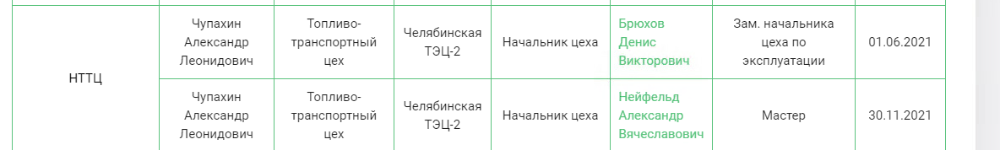 НТТЦ
Чупахин
Александр
Леонидович
Топливо-
транспортный
цех
Челябинская
ТЭЦ-2
Начальник цеха
Брюхов
Денис
Викторович
Зам. начальника
цеха по
эксплуатации
01.06.2021
Чупахин
Александр
Леонидович
Топливо-
транспортный
цех
Челябинская
ТЭЦ-2
Начальник цеха
Нейфельд
Александр
Вячеславович
Мастер
30.11.2021